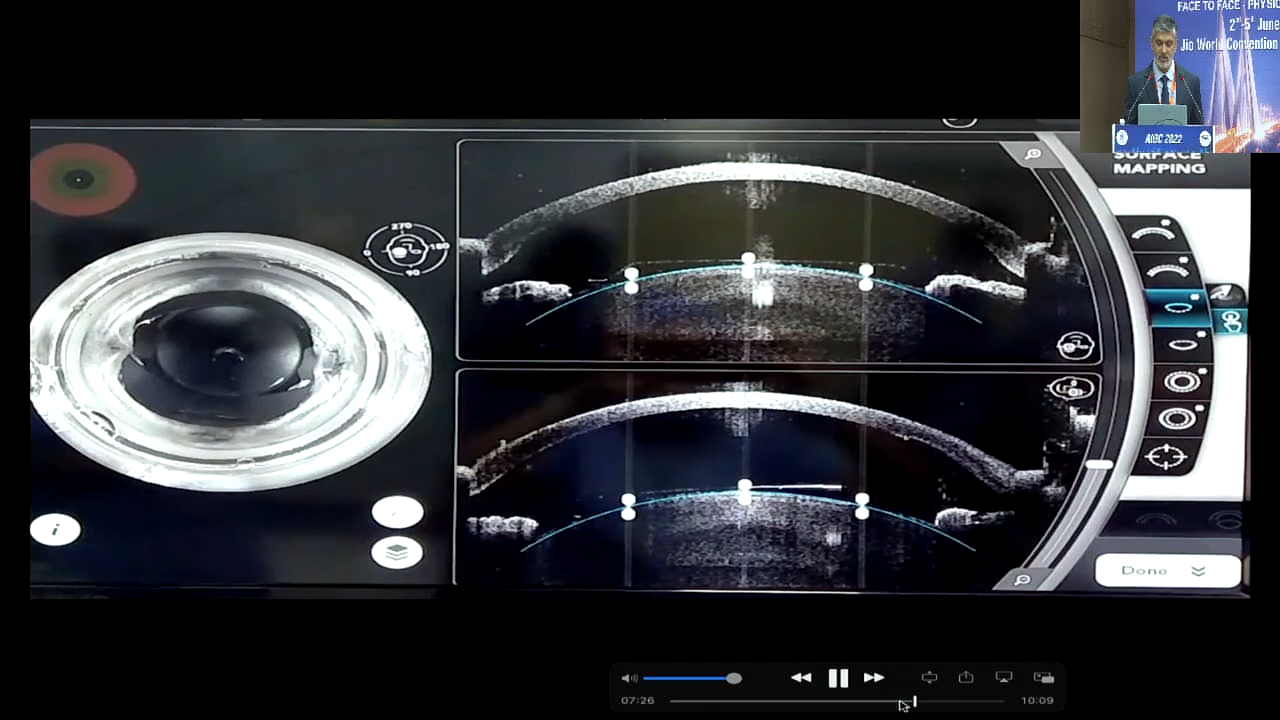 FACE TO FACE - PHYSI
2nd-5th June
Jio World Convention
AIOC 2022
SURFACE
MAPPING
270
0
180
i
Done
07:26
10:09